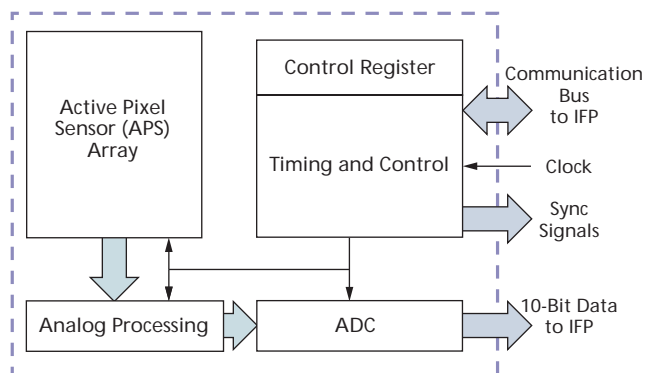 Active Pixel
Sensor (APS)
Array
Control Register
Timing and Control
Communication
Bus
to IFP
Clock
Sync
Signals
Analog Processing
ADC
10-Bit Data
to IFP